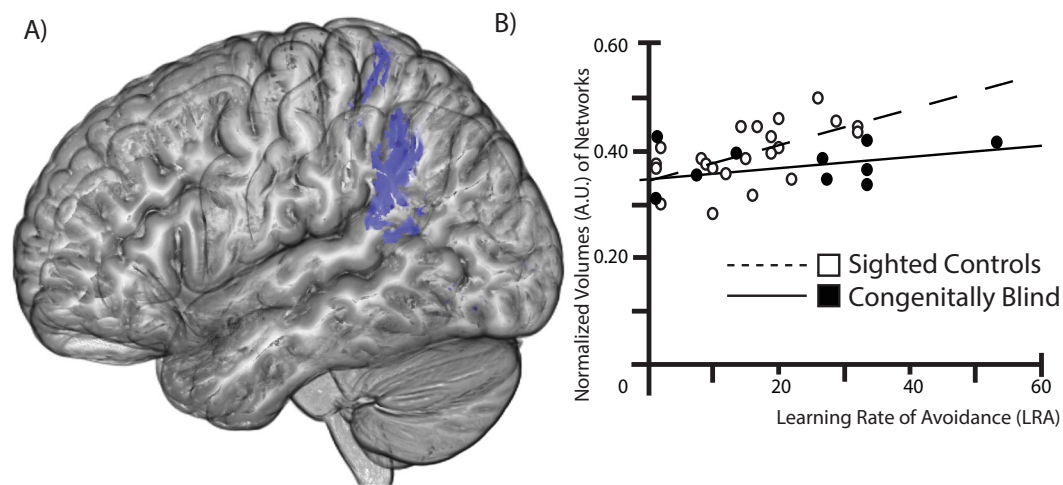 A)
B)
Normalized Volumes (A.U.) of Networks
0.60
0.40
0.20
0
20
40
60
Sighted Controls
Congenitally Blind
Learning Rate of Avoidance (LRA)